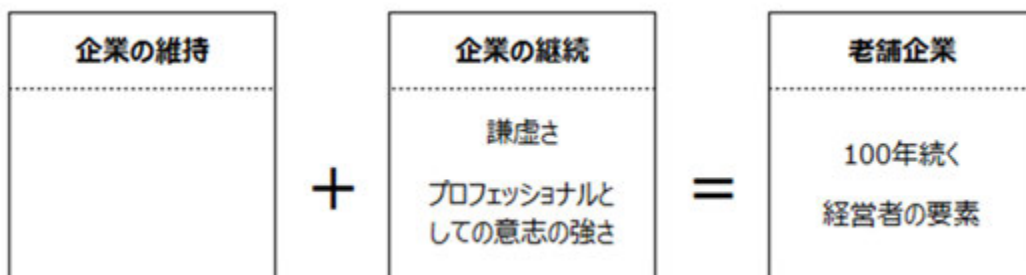 企業の維持
+
企業の継続
謙虚さ
プロフェッショナルと
しての意志の強さ
=
老舗企業
100年続く
経営者の要素